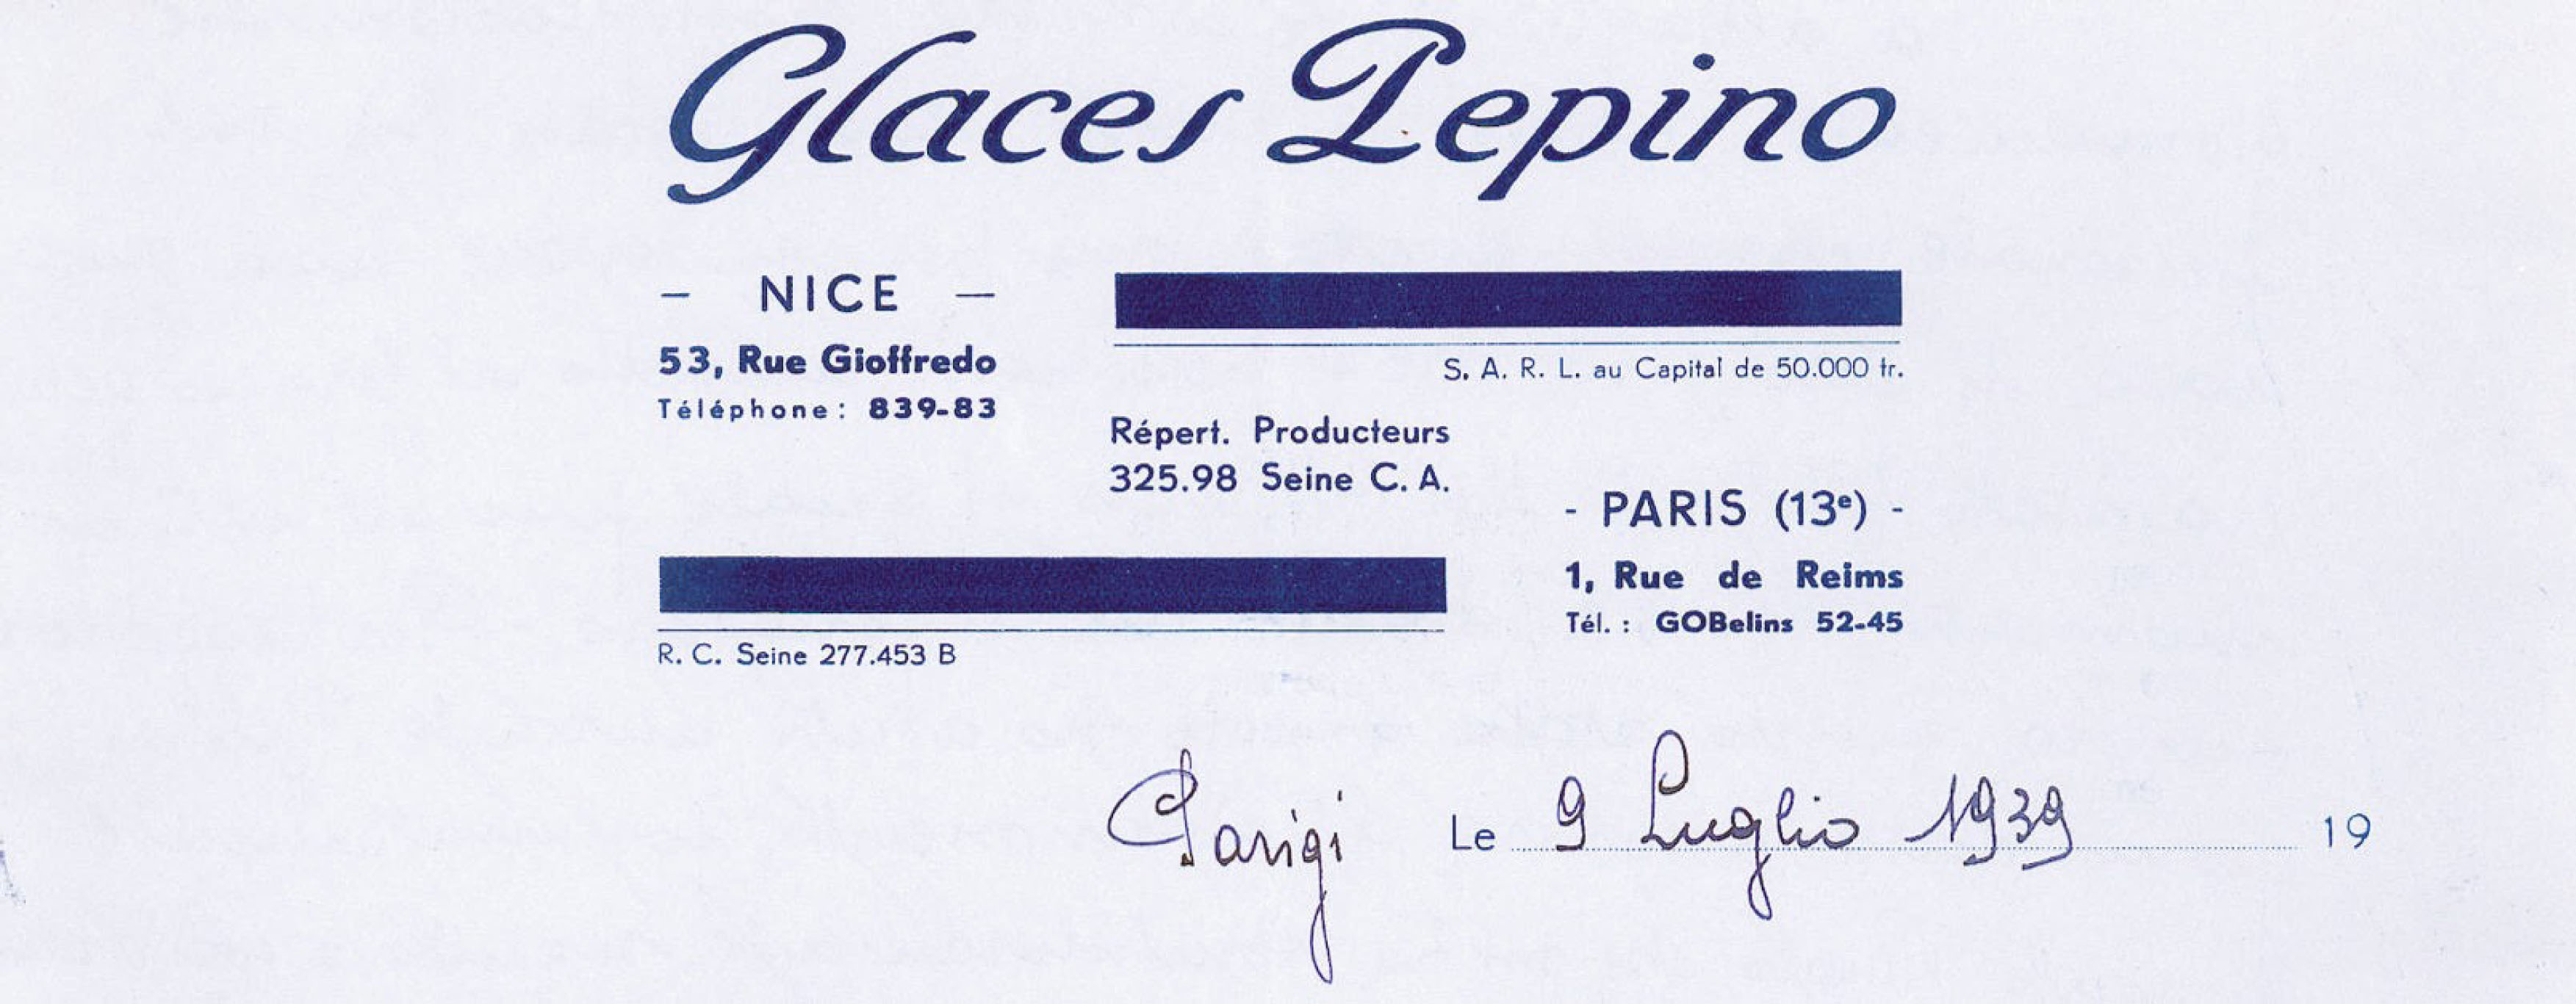 Glaces Pepino
- NICE -
53, Rue Gioffredo
Téléphone: 839-83
S. A. R. L. au Capital de 50.000 fr.
Répert. Producteurs
325.98 Seine C. A.
- PARIS (13e) -
1, Rue de Reims
Tél. : GOBelins 52-45
R. C. Seine 277.453 B
Parigi Le 9 Luglio 1939 19